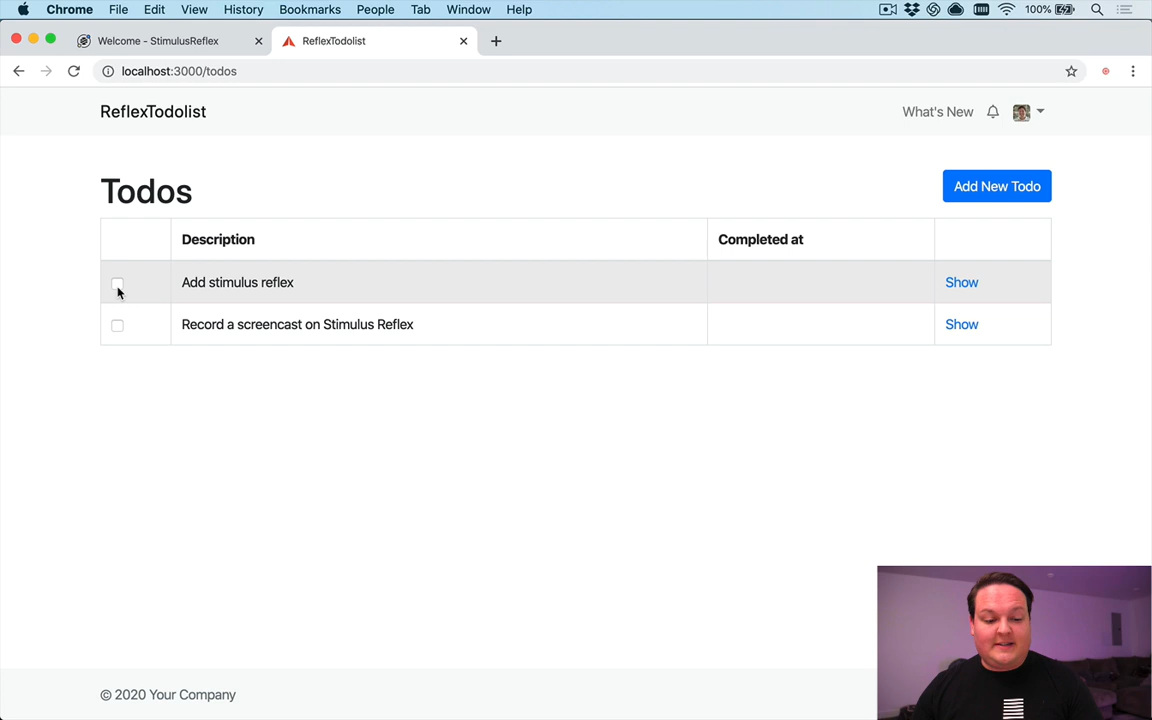 Chrome File Edit View History Bookmarks People Tab Window Help 100%
Welcome - StimulusReflex ReflexTodolist
localhost:3000/todos
ReflexTodolist What's New
Todos Add New Todo
Description Completed at
Add stimulus reflex Show
Record a screencast on Stimulus Reflex Show
© 2020 Your Company